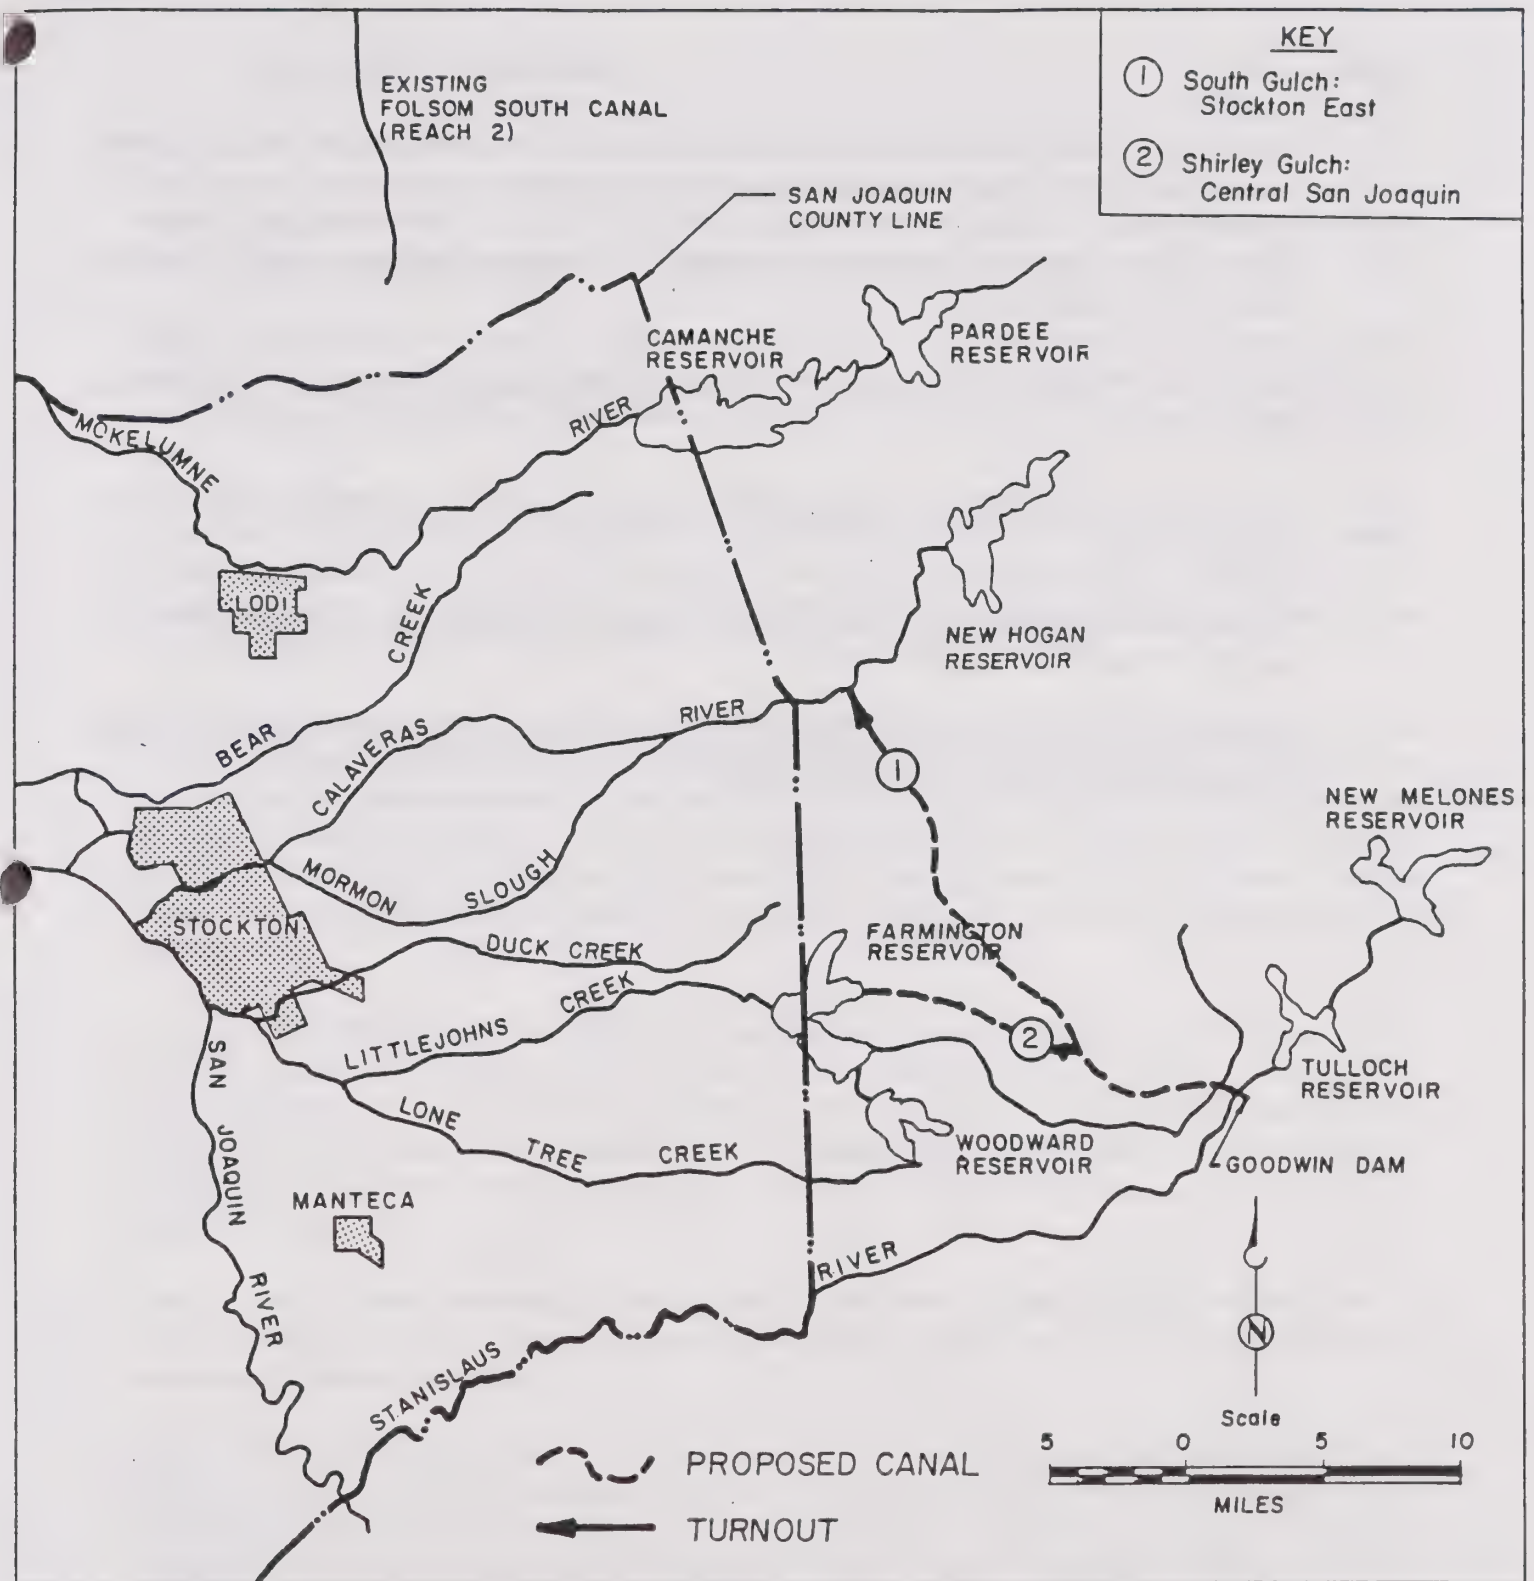 KEY
1 South Gulch:
Stockton East
2 Shirley Gulch:
Central San Joaquin
EXISTING
FOLSOM SOUTH CANAL
(REACH 2)
SAN JOAQUIN
COUNTY LINE
CAMANCHE
RESERVOIR
PARDEE
RESERVOIR
MOKELUMNE RIVER
LODI
BEAR CREEK
NEW HOGAN
RESERVOIR
CALAVERAS RIVER
1
NEW MELONES
RESERVOIR
MORMON SLOUGH
STOCKTON
DUCK CREEK
FARMINGTON
RESERVOIR
LITTLEJOHNS CREEK
2
TULLOCH
RESERVOIR
LONE TREE CREEK
WOODWARD
RESERVOIR
GOODWIN DAM
SAN JOAQUIN RIVER
MANTECA
STANISLAUS RIVER
N
Scale
5 0 5 10
MILES
PROPOSED CANAL
TURNOUT